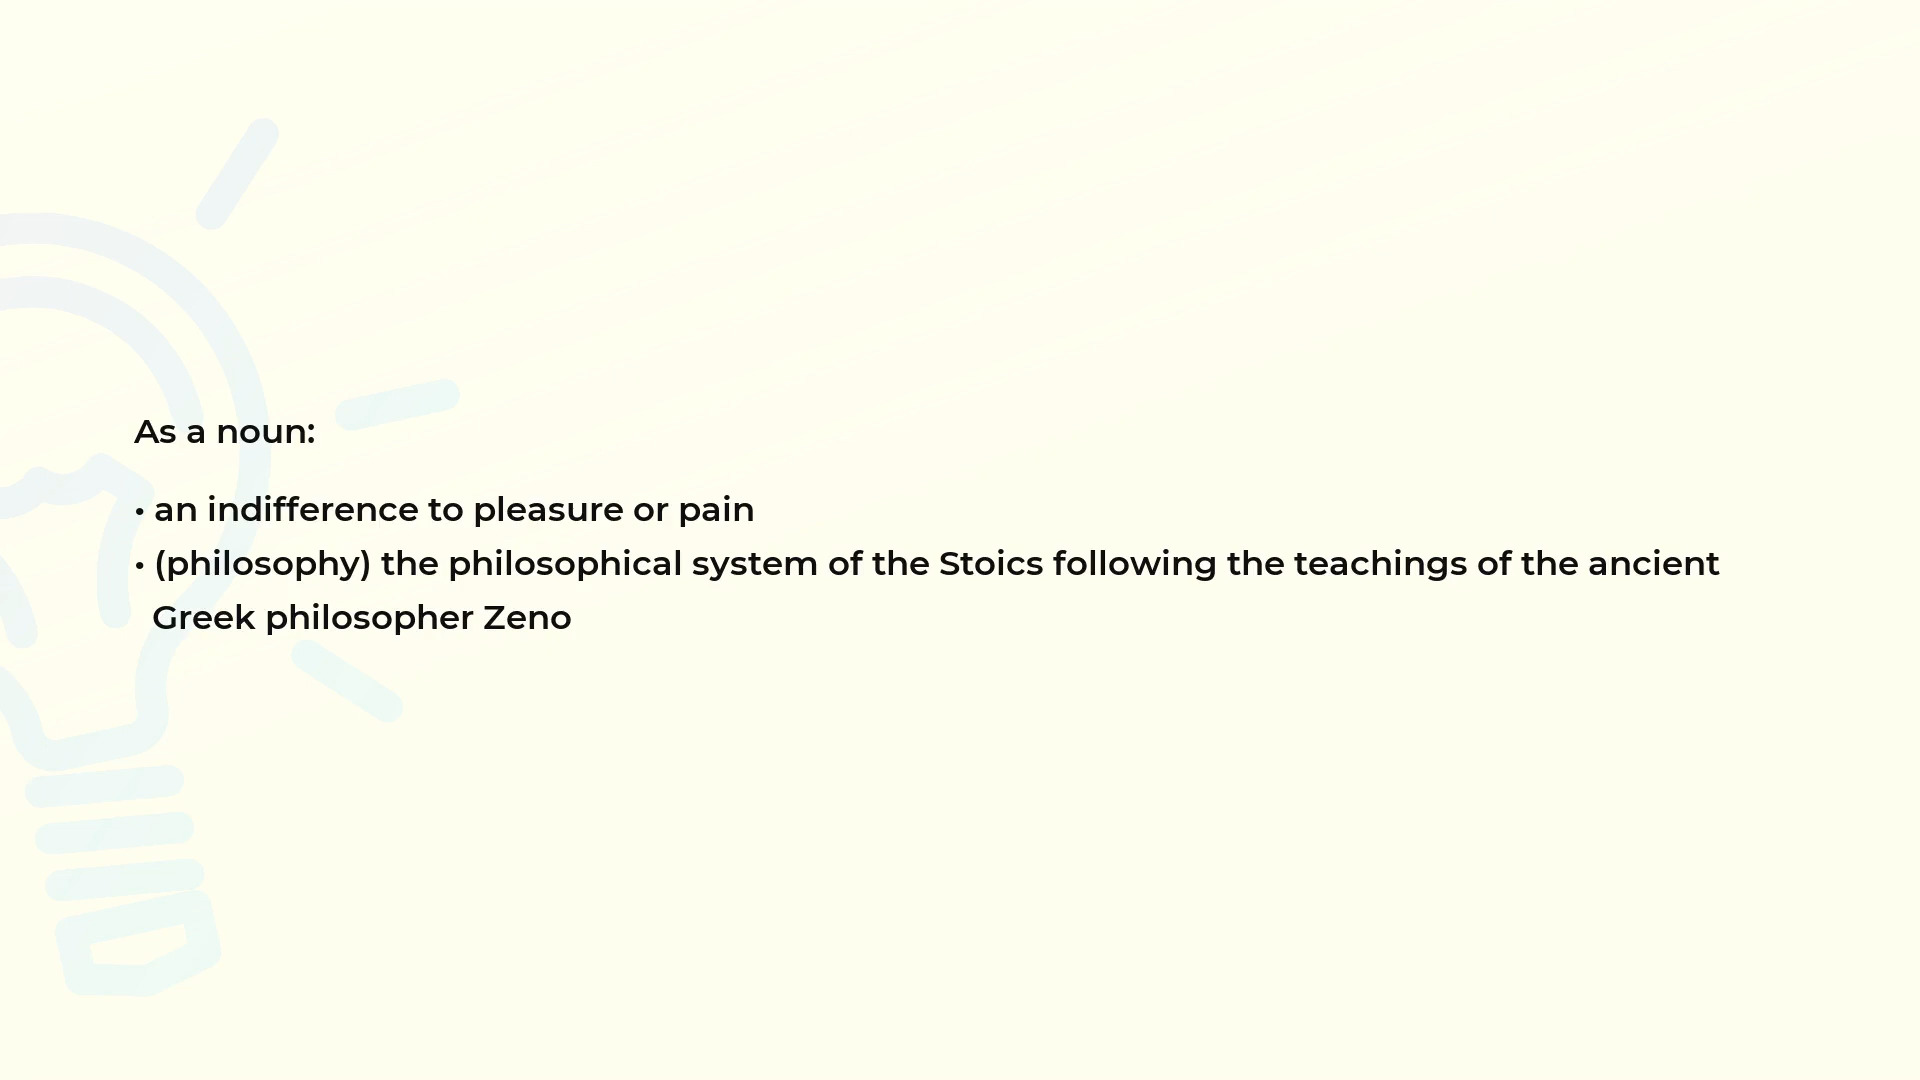 As a noun:
• an indifference to pleasure or pain
• (philosophy) the philosophical system of the Stoics following the teachings of the ancient
Greek philosopher Zeno